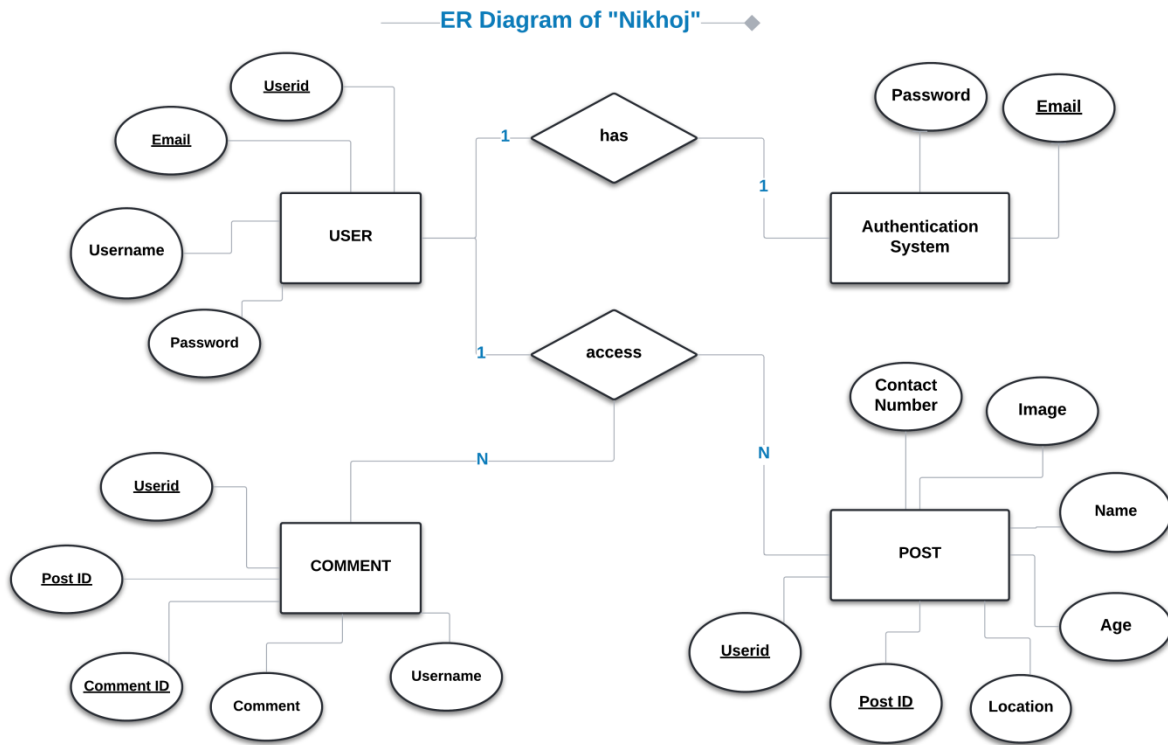 ER Diagram of "Nikhoj"
Userid
Email
Username
Password
USER
1
has
1
Password
Email
Authentication
System
1
access
N
N
Userid
Post ID
Comment ID
Comment
Username
COMMENT
Contact
Number
Image
Name
Age
POST
Userid
Post ID
Location